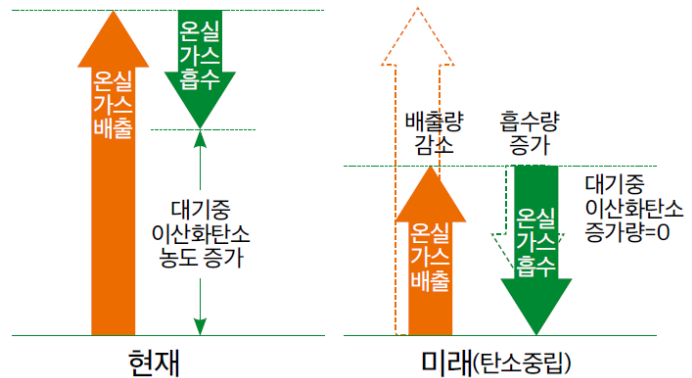 온실
가스
배출
온실
가스
흡수
대기중
이산화탄소
농도 증가
현재
배출량
감소
흡수량
증가
온실
가스
배출
온실
가스
흡수
대기중
이산화탄소
증가량=0
미래(탄소중립)